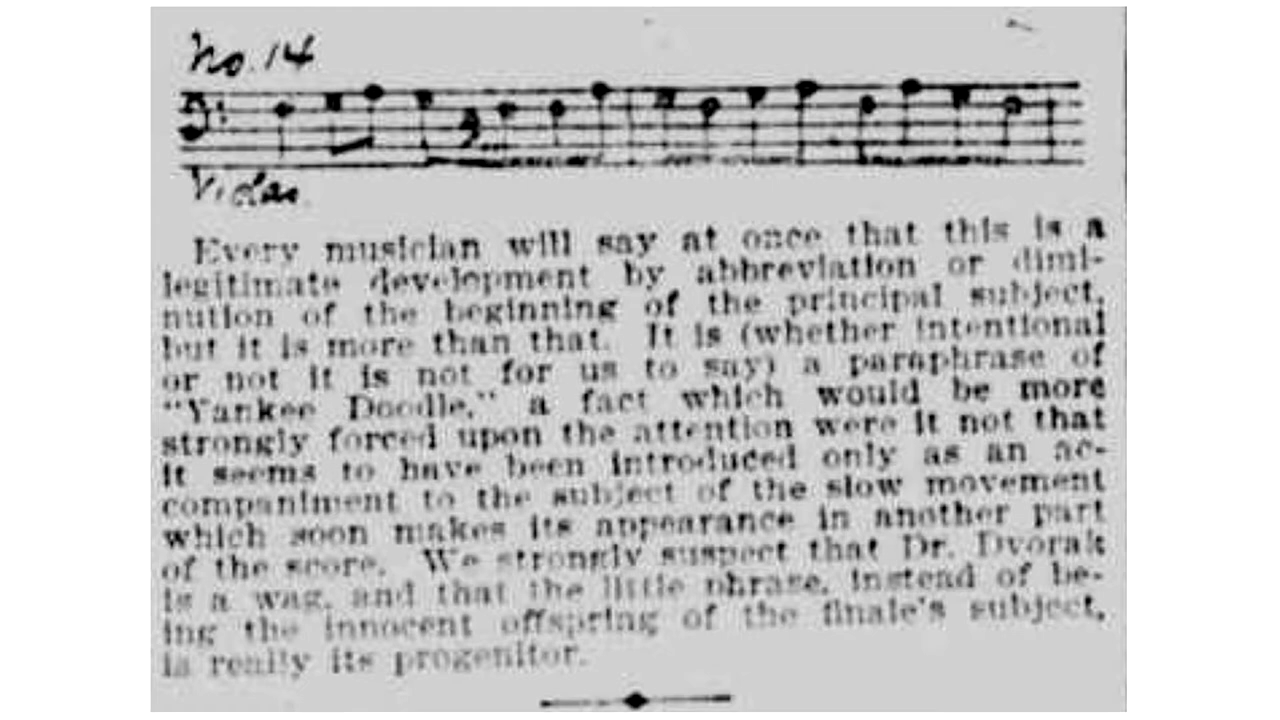 No. 14
Violas
Every musician will say at once that this is a
legitimate development by abbreviation or dimi-
nution of the beginning of the principal subject,
but it is more than that. It is (whether intentional
or not it is not for us to say) a paraphrase of
"Yankee Doodle," a fact which would be more
strongly forced upon the attention were it not that
it seems to have been introduced only as an ac-
companiment to the subject of the slow movement
which soon makes its appearance in another part
of the score. We strongly suspect that Dr. Dvorak
is a wag, and that the little phrase, instead of be-
ing the innocent offspring of the finale's subject,
is really its progenitor.